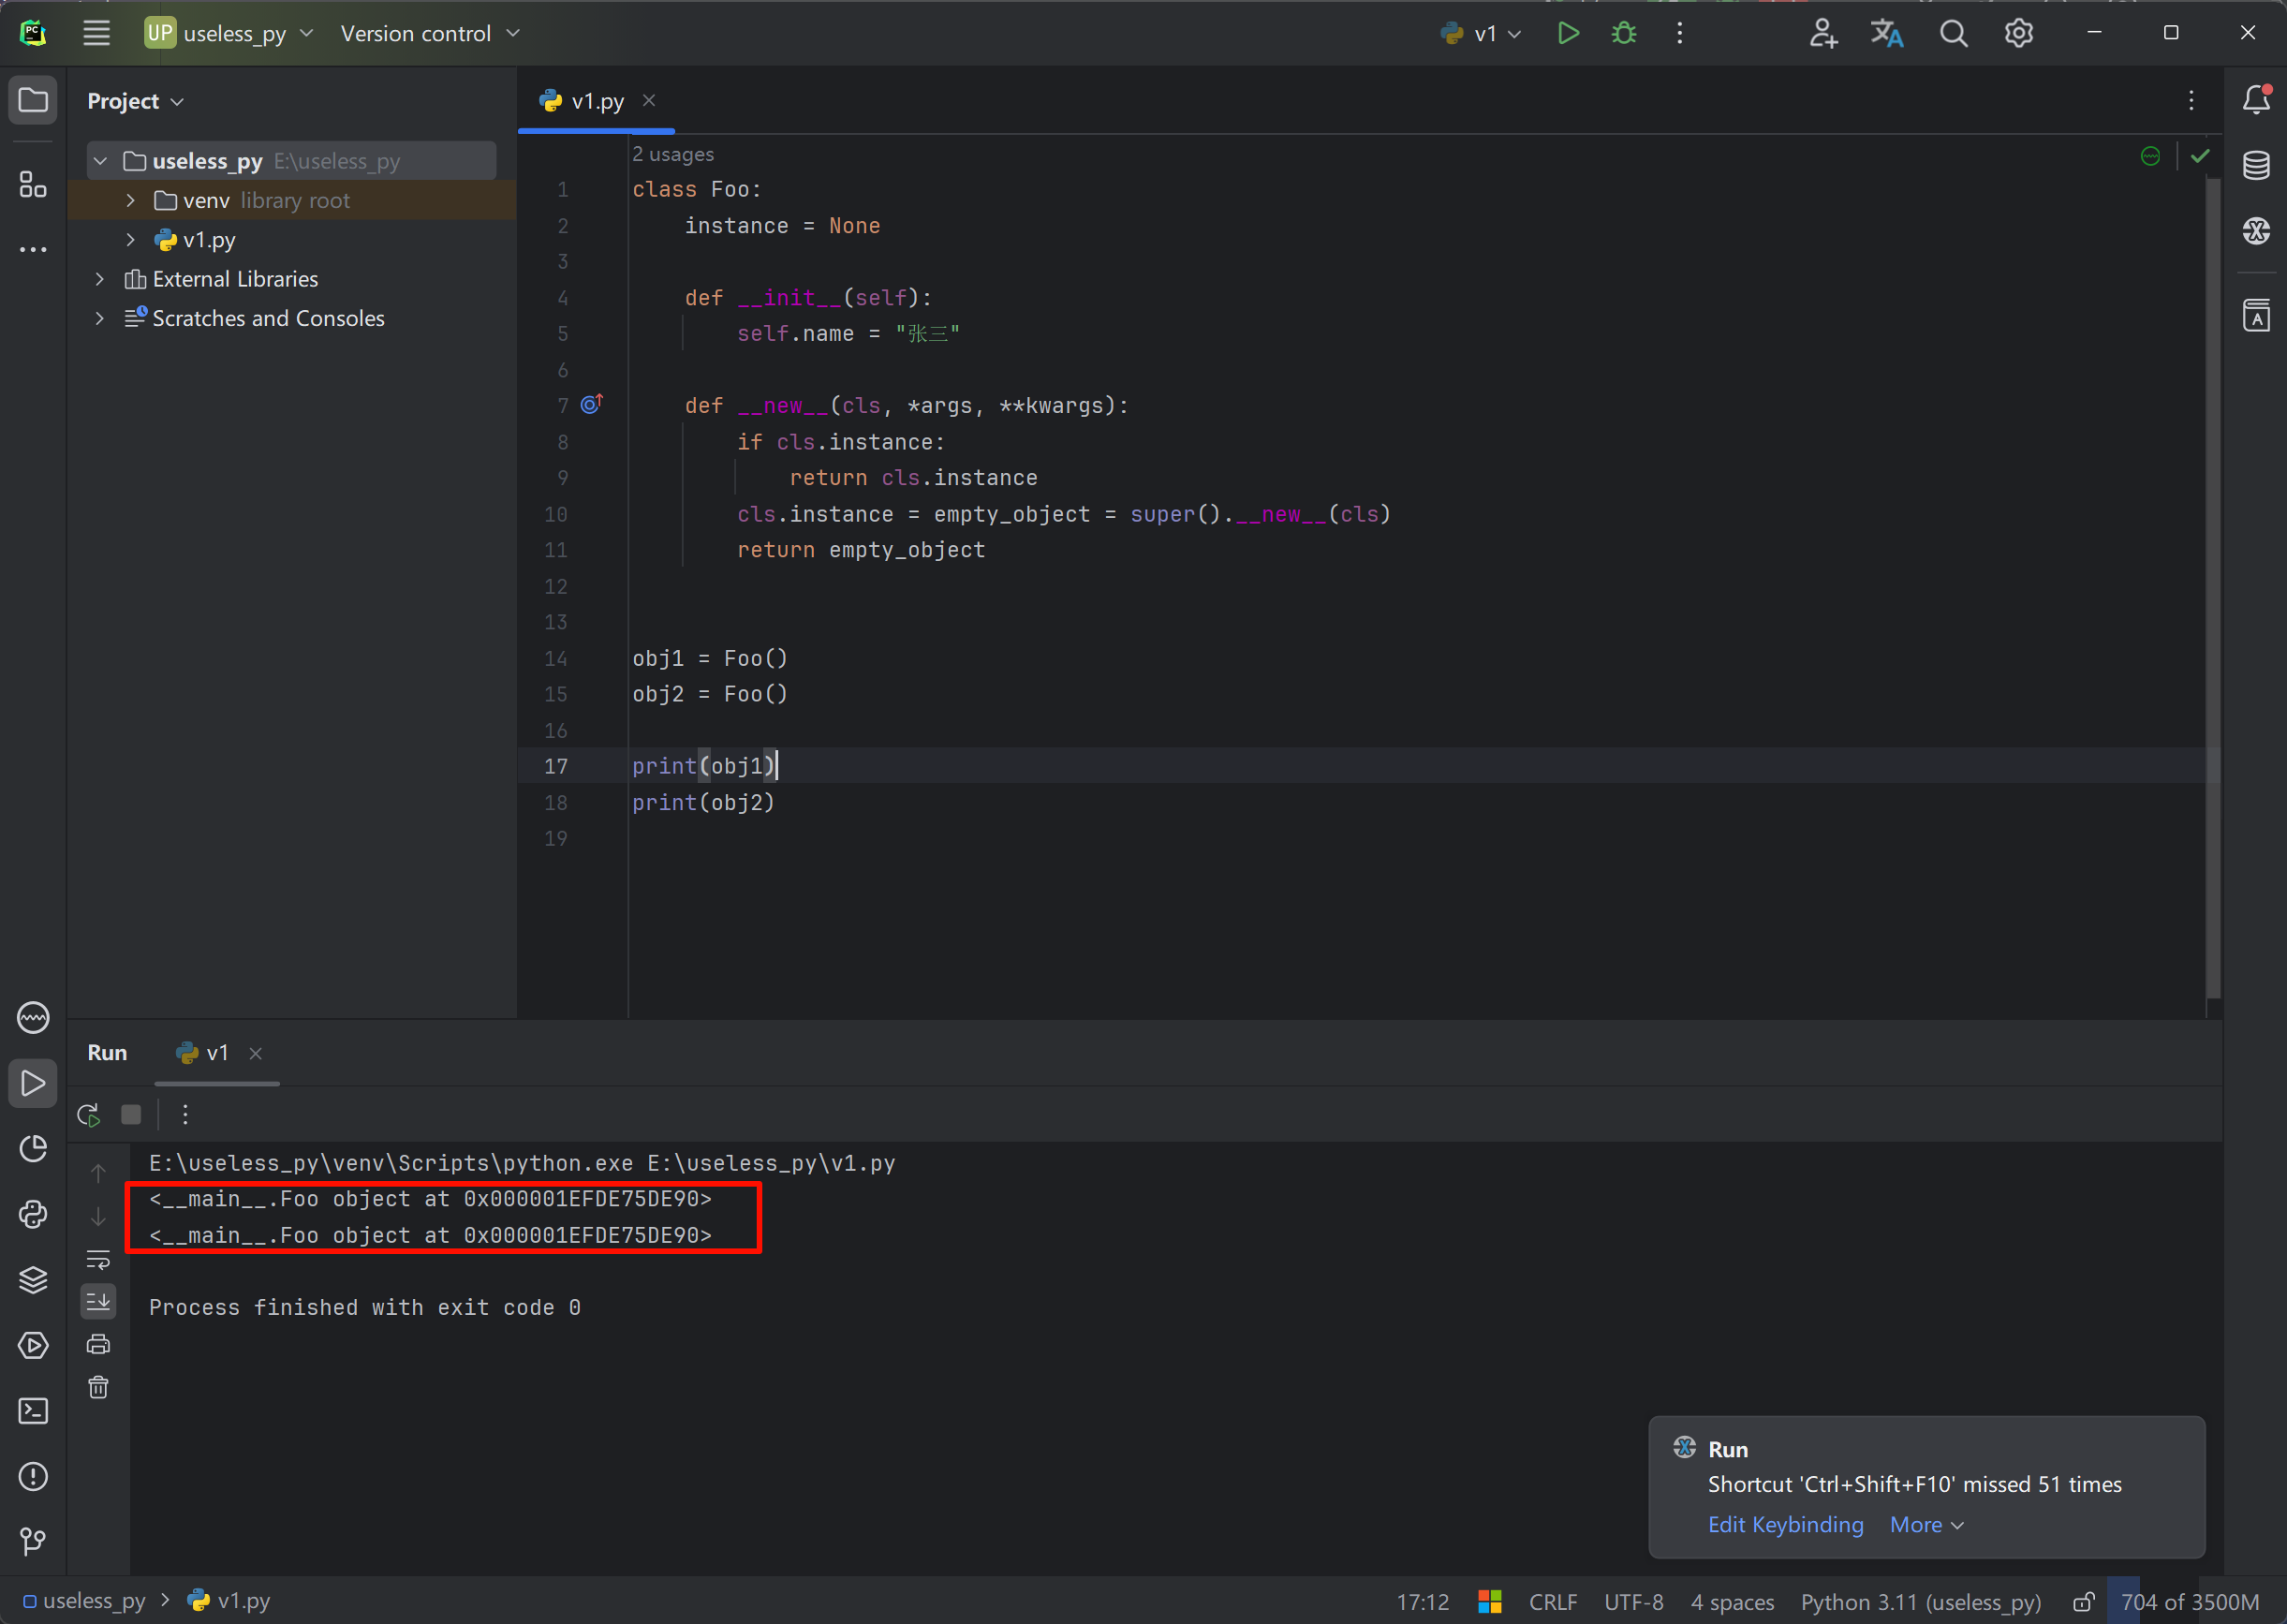 UP useless_py Version control v1
Project
useless_py E:\useless_py
venv library root
v1.py
External Libraries
Scratches and Consoles
v1.py
2 usages
1 class Foo:
2 instance = None
3
4 def __init__(self):
5 self.name = "张三"
6
7 def __new__(cls, *args, **kwargs):
8 if cls.instance:
9 return cls.instance
10 cls.instance = empty_object = super().__new__(cls)
11 return empty_object
12
13
14 obj1 = Foo()
15 obj2 = Foo()
16
17 print(obj1)
18 print(obj2)
19
Run v1
E:\useless_py\venv\Scripts\python.exe E:\useless_py\v1.py
<__main__.Foo object at 0x000001EFDE75DE90>
<__main__.Foo object at 0x000001EFDE75DE90>
Process finished with exit code 0
Run
Shortcut 'Ctrl+Shift+F10' missed 51 times
Edit Keybinding More
useless_py v1.py 17:12 CRLF UTF-8 4 spaces Python 3.11 (useless_py) 704 of 3500M